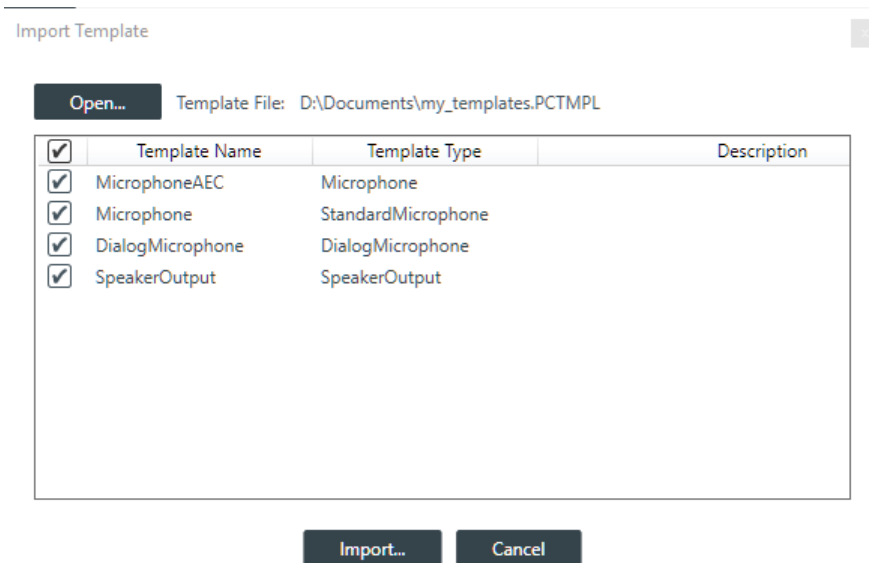 Import Template
x
Open... Template File: D:\Documents\my_templates.PCTMPL
Template Name Template Type Description
MicrophoneAEC Microphone
Microphone StandardMicrophone
DialogMicrophone DialogMicrophone
SpeakerOutput SpeakerOutput
Import... Cancel